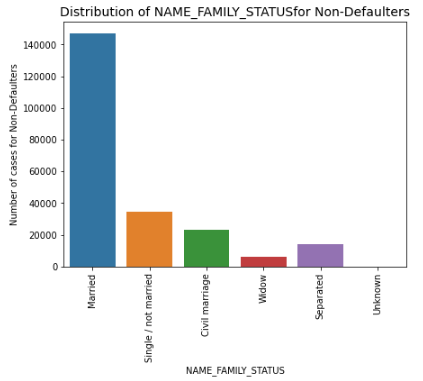 Distribution of NAME_FAMILY_STATUSfor Non-Defaulters
Number of cases for Non-Defaulters
140000
120000
100000
80000
60000
40000
20000
0
Married
Single / not married
Civil marriage
Widow
Separated
Unknown
NAME_FAMILY_STATUS